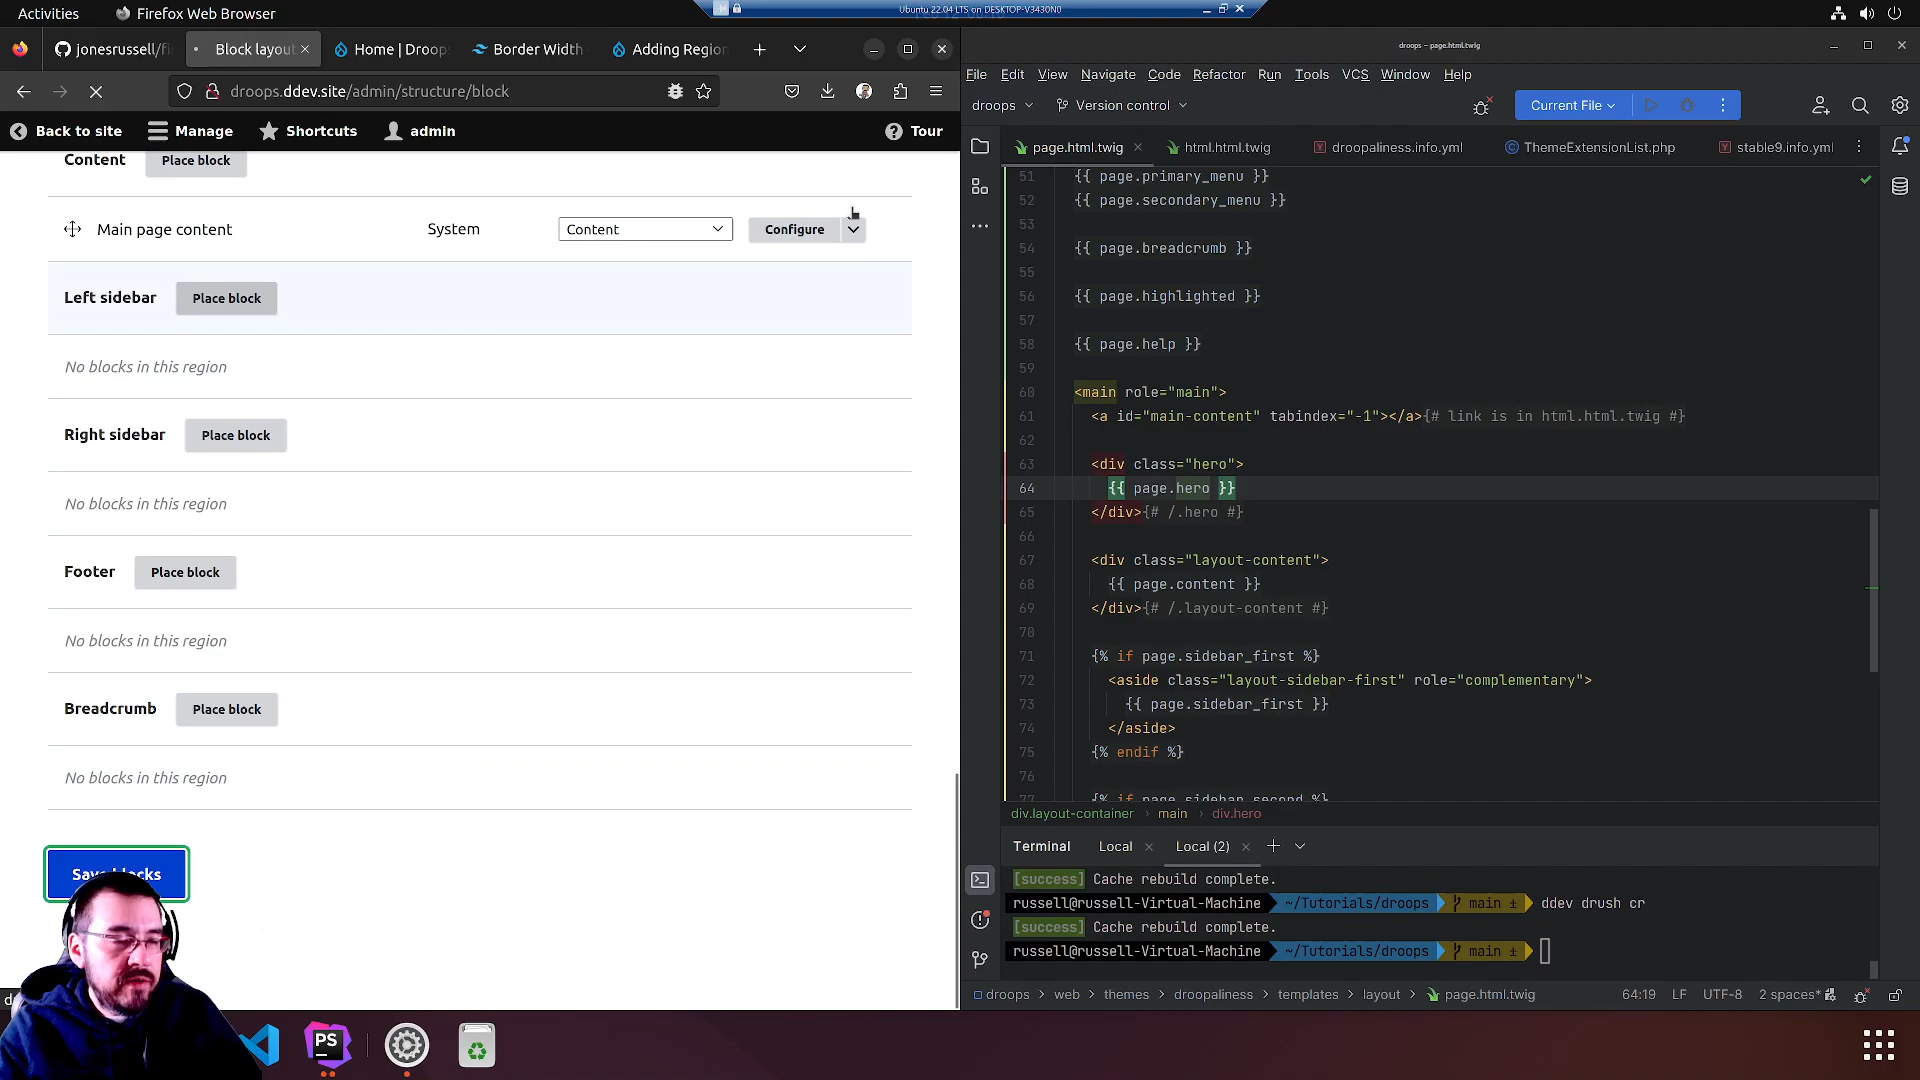 Activities
Firefox Web Browser
Ubuntu 22.04 LTS on DESKTOP-V3430N0
jonesrussell/fi
Block layou
Home | Droop
Border Width
Adding Regio
droops.ddev.site/admin/structure/block
Back to site
Manage
Shortcuts
admin
Tour
Content
Place block
Main page content
System
Content
Configure
Left sidebar
Place block
No blocks in this region
Right sidebar
Place block
No blocks in this region
Footer
Place block
No blocks in this region
Breadcrumb
Place block
No blocks in this region
droops – page.html.twig
File Edit View Navigate Code Refactor Run Tools VCS Window Help
droops
Version control
Current File
page.html.twig
html.html.twig
droopaliness.info.yml
ThemeExtensionList.php
stable9.info.yml
51 {{ page.primary_menu }}
52 {{ page.secondary_menu }}
53
54 {{ page.breadcrumb }}
55
56 {{ page.highlighted }}
57
58 {{ page.help }}
59
60 <main role="main">
61 <a id="main-content" tabindex="-1"></a>{# link is in html.html.twig #}
62
63 <div class="hero">
64 {{ page.hero }}
65 </div>{# /.hero #}
66
67 <div class="layout-content">
68 {{ page.content }}
69 </div>{# /.layout-content #}
70
71 {% if page.sidebar_first %}
72 <aside class="layout-sidebar-first" role="complementary">
73 {{ page.sidebar_first }}
74 </aside>
75 {% endif %}
76
77 {% if page.sidebar_second %}
div.layout-container > main > div.hero
Terminal
Local
Local (2)
[success] Cache rebuild complete.
russell@russell-Virtual-Machine ~/Tutorials/droops main ± ddev drush cr
[success] Cache rebuild complete.
russell@russell-Virtual-Machine ~/Tutorials/droops main ±
droops > web > themes > droopaliness > templates > layout > page.html.twig
64:19 LF UTF-8 2 spaces*
PS